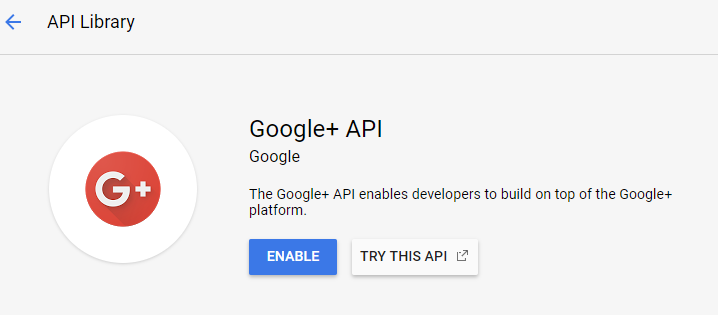 API Library
Google+ API
Google
G+
The Google+ API enables developers to build on top of the Google+
platform.
ENABLE
TRY THIS API